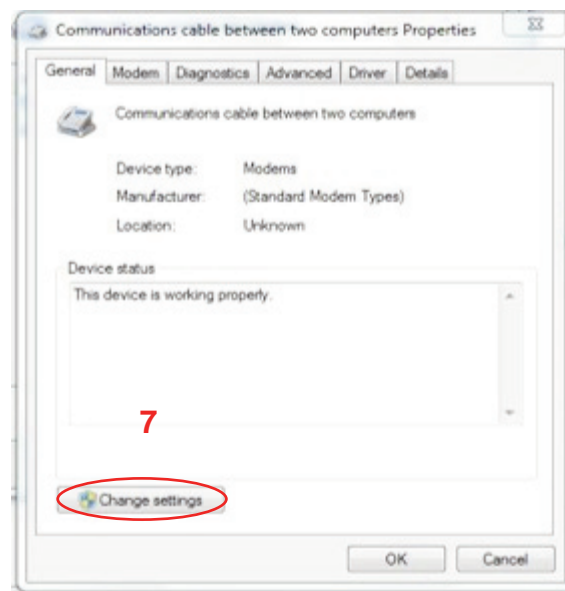 Communications cable between two computers Properties
General Modem Diagnostics Advanced Driver Details
Communications cable between two computers
Device type: Modems
Manufacturer: (Standard Modem Types)
Location: Unknown
Device status
This device is working properly.
7
Change settings
OK Cancel